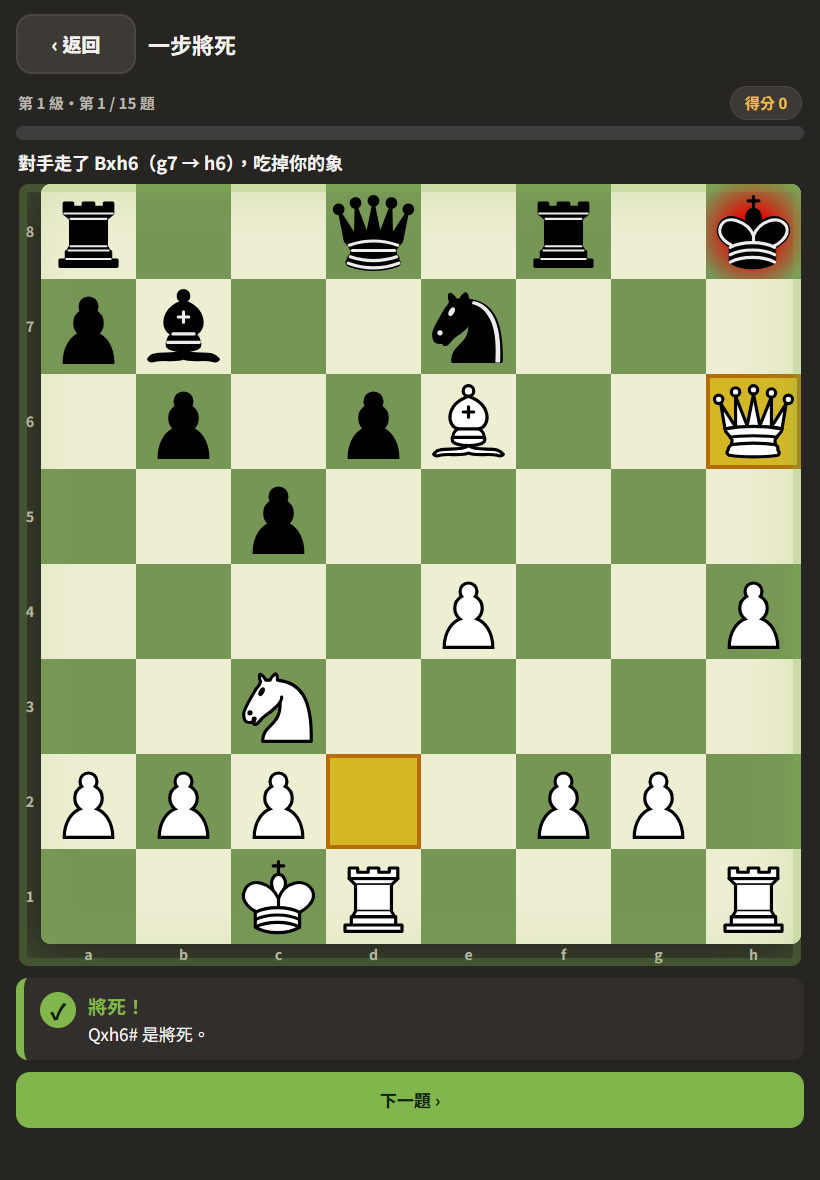 ‹ 返回
一步將死
第 1 級・第 1 / 15 題
得分 0
對手走了 Bxh6（g7 → h6），吃掉你的象
8
7
6
5
4
3
2
1
a b c d e f g h
將死！
Qxh6# 是將死。
下一題 ›